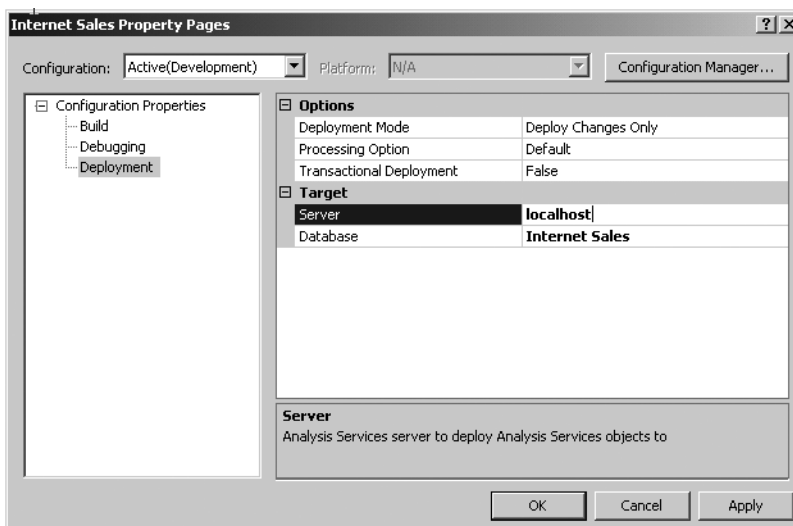 Internet Sales Property Pages
Configuration: Active(Development) Platform: N/A Configuration Manager...
Configuration Properties
Build
Debugging
Deployment
Options
Deployment Mode Deploy Changes Only
Processing Option Default
Transactional Deployment False
Target
Server localhost
Database Internet Sales
Server
Analysis Services server to deploy Analysis Services objects to
OK Cancel Apply